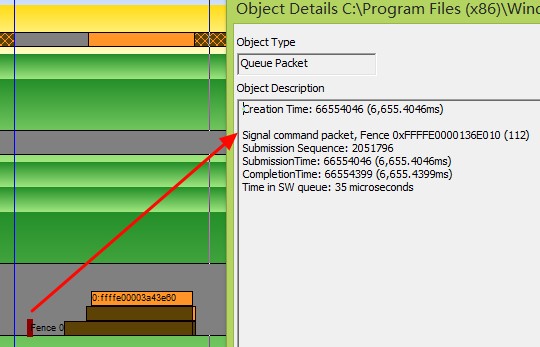 Object Details C:\Program Files (x86)\Wind
Object Type
Queue Packet
Object Description
Creation Time: 66554046 (6,655.4046ms)
Signal command packet, Fence 0xFFFFE0000136E010 (112)
Submission Sequence: 2051796
SubmissionTime: 66554046 (6,655.4046ms)
CompletionTime: 66554399 (6,655.4399ms)
Time in SW queue: 35 microseconds
0:ffffe00003a43e60
Fence 0